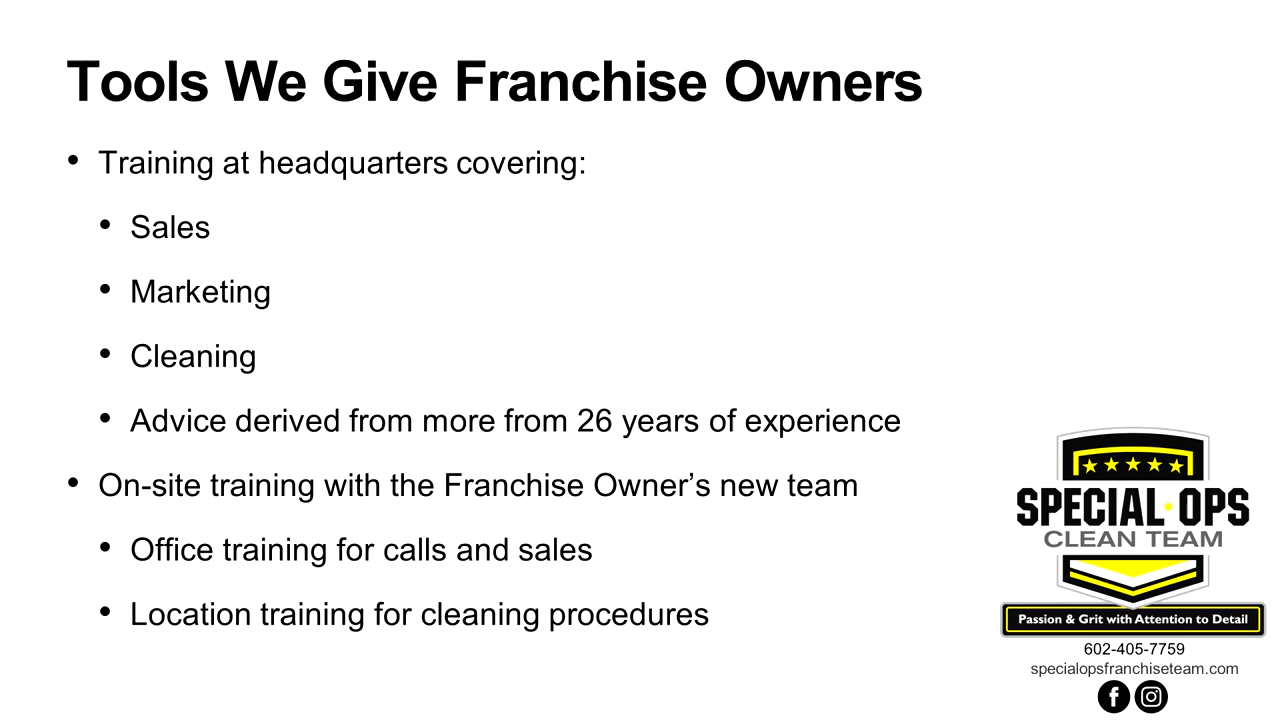 Tools We Give Franchise Owners
• Training at headquarters covering:
• Sales
• Marketing
• Cleaning
• Advice derived from more from 26 years of experience
• On-site training with the Franchise Owner’s new team
• Office training for calls and sales
• Location training for cleaning procedures
SPECIAL·OPS
CLEAN TEAM
Passion & Grit with Attention to Detail
602-405-7759
specialopsfranchiseteam.com